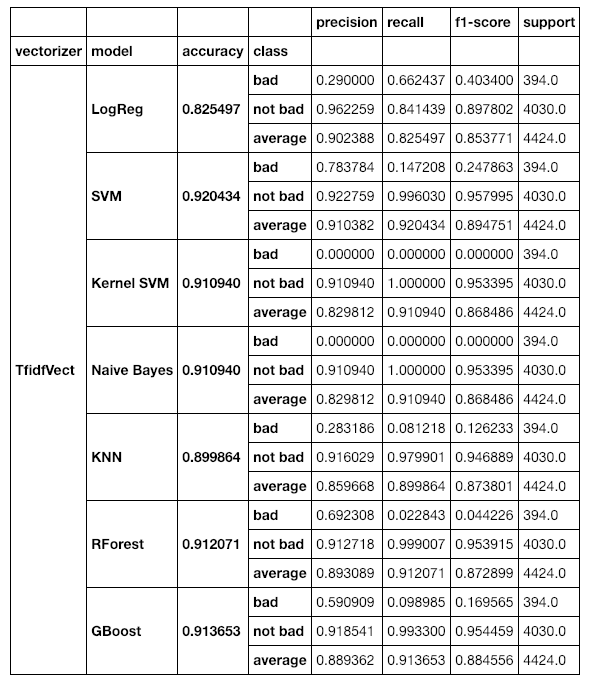 precision recall f1-score support
vectorizer model accuracy class
bad 0.290000 0.662437 0.403400 394.0
LogReg 0.825497 not bad 0.962259 0.841439 0.897802 4030.0
average 0.902388 0.825497 0.853771 4424.0
bad 0.783784 0.147208 0.247863 394.0
SVM 0.920434 not bad 0.922759 0.996030 0.957995 4030.0
average 0.910382 0.920434 0.894751 4424.0
bad 0.000000 0.000000 0.000000 394.0
Kernel SVM 0.910940 not bad 0.910940 1.000000 0.953395 4030.0
average 0.829812 0.910940 0.868486 4424.0
bad 0.000000 0.000000 0.000000 394.0
TfidfVect Naive Bayes 0.910940 not bad 0.910940 1.000000 0.953395 4030.0
average 0.829812 0.910940 0.868486 4424.0
bad 0.283186 0.081218 0.126233 394.0
KNN 0.899864 not bad 0.916029 0.979901 0.946889 4030.0
average 0.859668 0.899864 0.873801 4424.0
bad 0.692308 0.022843 0.044226 394.0
RForest 0.912071 not bad 0.912718 0.999007 0.953915 4030.0
average 0.893089 0.912071 0.872899 4424.0
bad 0.590909 0.098985 0.169565 394.0
GBoost 0.913653 not bad 0.918541 0.993300 0.954459 4030.0
average 0.889362 0.913653 0.884556 4424.0